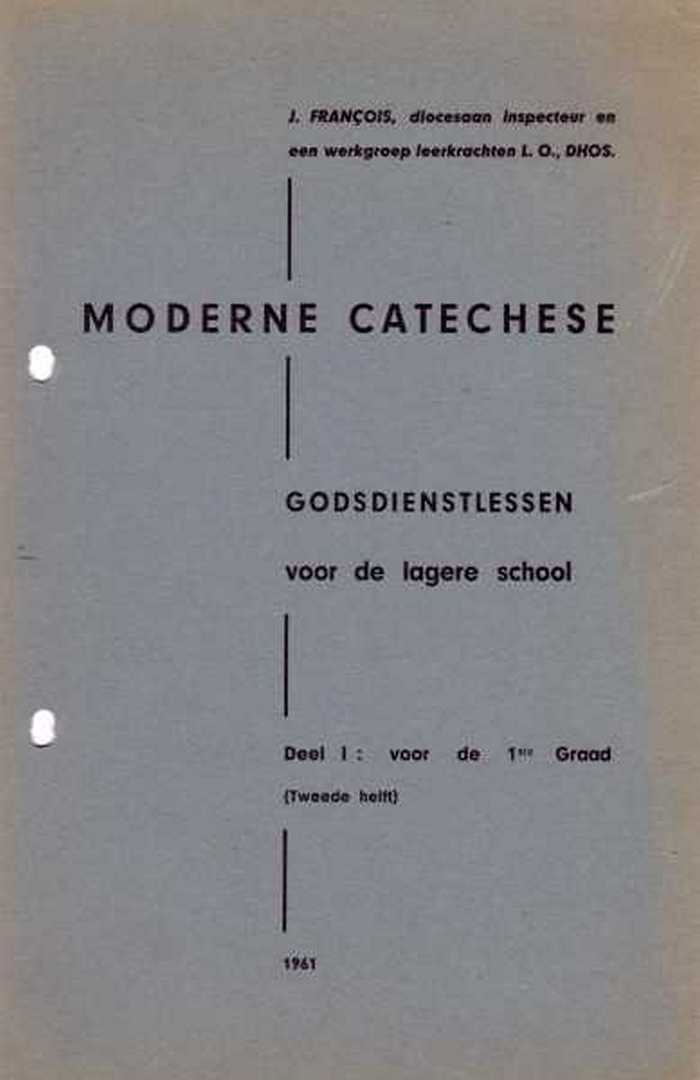 J. FRANÇOIS, diocesaan inspecteur en
een werkgroep leerkrachten L. O., DHOS.
MODERNE CATECHESE
GODSDIENSTLESSEN
voor de lagere school
Deel I : voor de 1ste Graad
(Tweede helft)
1961